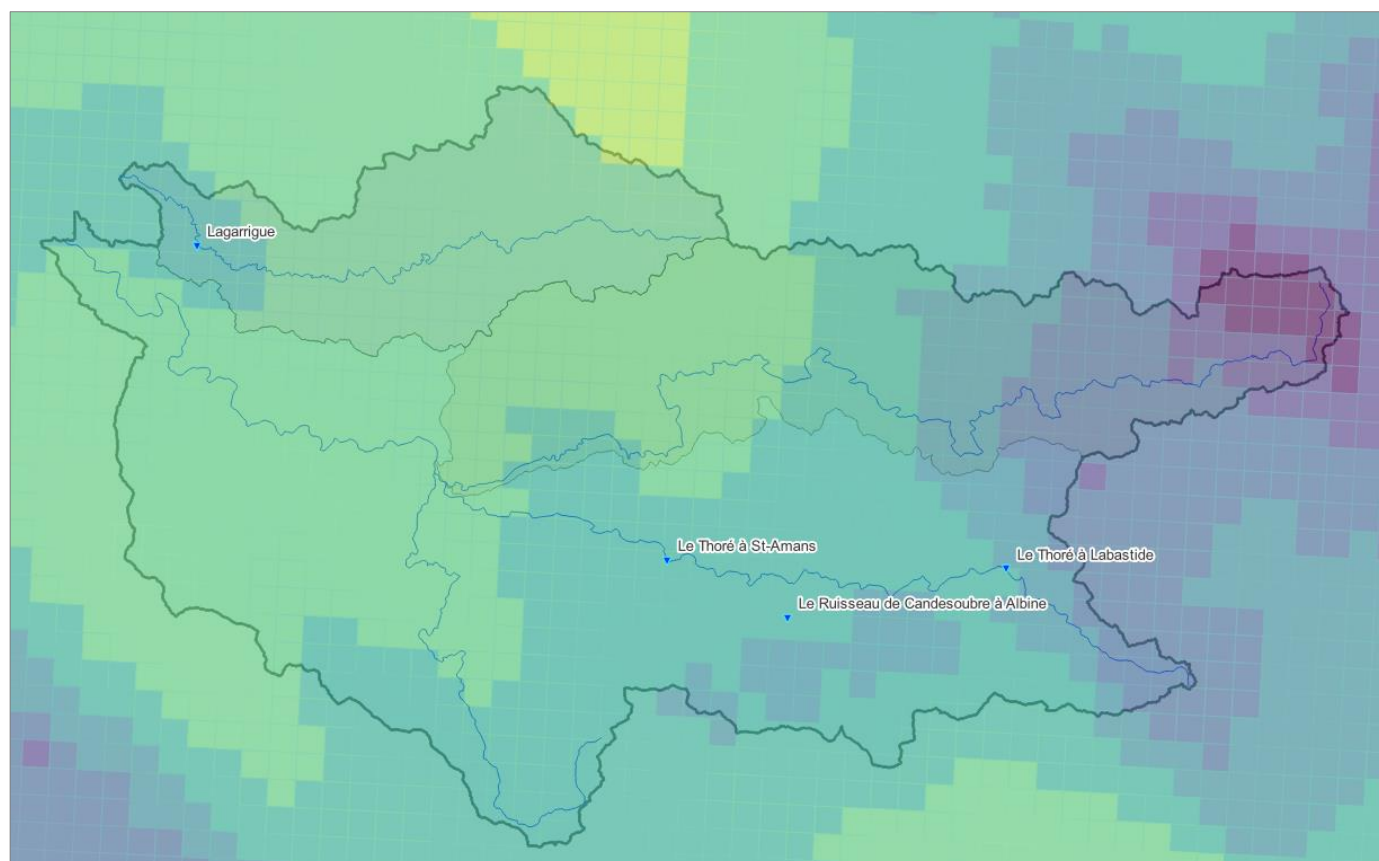 Lagarrigue
Le Thoré à St-Amans
Le Thoré à Labastide
Le Ruisseau de Candesoubre à Albine